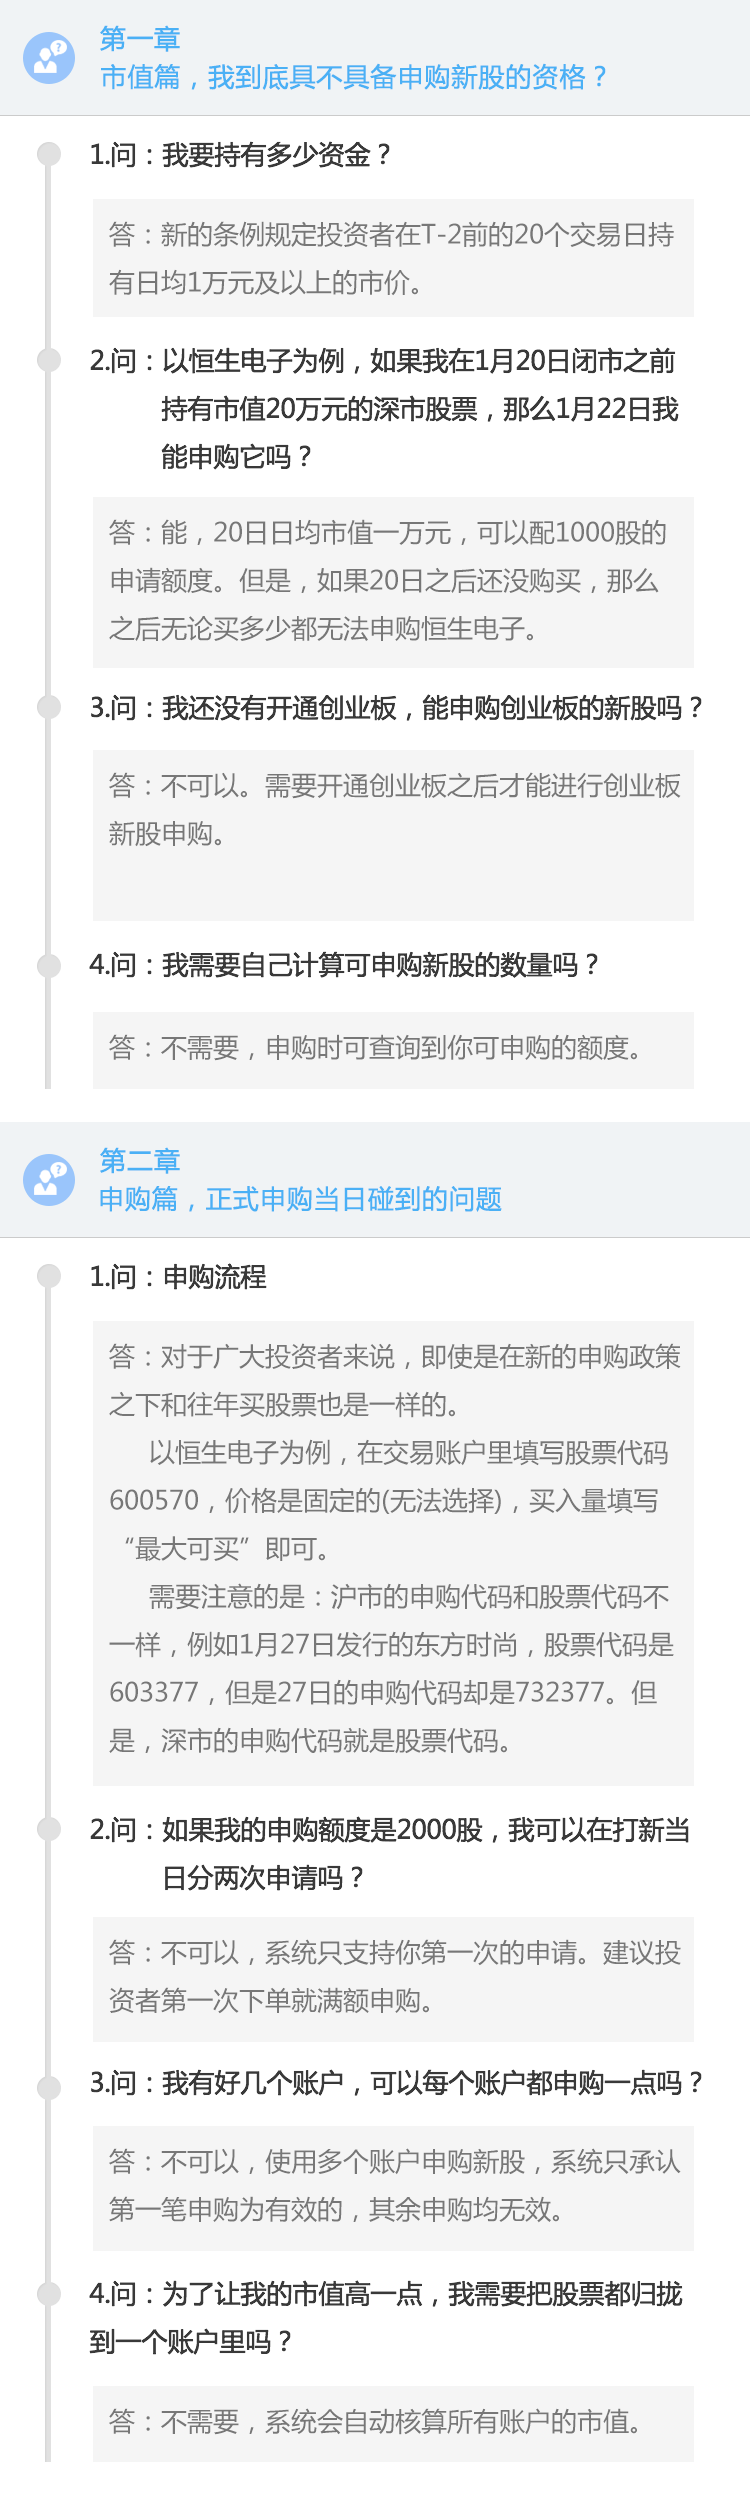 第一章
市值篇，我到底具不具备申购新股的资格？
1.问：我要持有多少资金？
答：新的条例规定投资者在T-2前的20个交易日持
有日均1万元及以上的市价。
2.问：以恒生电子为例，如果我在1月20日闭市之前
持有市值20万元的深市股票，那么1月22日我
能申购它吗？
答：能，20日日均市值一万元，可以配1000股的
申请额度。但是，如果20日之后还没购买，那么
之后无论买多少都无法申购恒生电子。
3.问：我还没有开通创业板，能申购创业板的新股吗？
答：不可以。需要开通创业板之后才能进行创业板
新股申购。
4.问：我需要自己计算可申购新股的数量吗？
答：不需要，申购时可查询到你可申购的额度。
第二章
申购篇，正式申购当日碰到的问题
1.问：申购流程
答：对于广大投资者来说，即使是在新的申购政策
之下和往年买股票也是一样的。
以恒生电子为例，在交易账户里填写股票代码
600570，价格是固定的(无法选择)，买入量填写
“最大可买”即可。
需要注意的是：沪市的申购代码和股票代码不
一样，例如1月27日发行的东方时尚，股票代码是
603377，但是27日的申购代码却是732377。但
是，深市的申购代码就是股票代码。
2.问：如果我的申购额度是2000股，我可以在打新当
日分两次申请吗？
答：不可以，系统只支持你第一次的申请。建议投
资者第一次下单就满额申购。
3.问：我有好几个账户，可以每个账户都申购一点吗？
答：不可以，使用多个账户申购新股，系统只承认
第一笔申购为有效的，其余申购均无效。
4.问：为了让我的市值高一点，我需要把股票都归拢
到一个账户里吗？
答：不需要，系统会自动核算所有账户的市值。